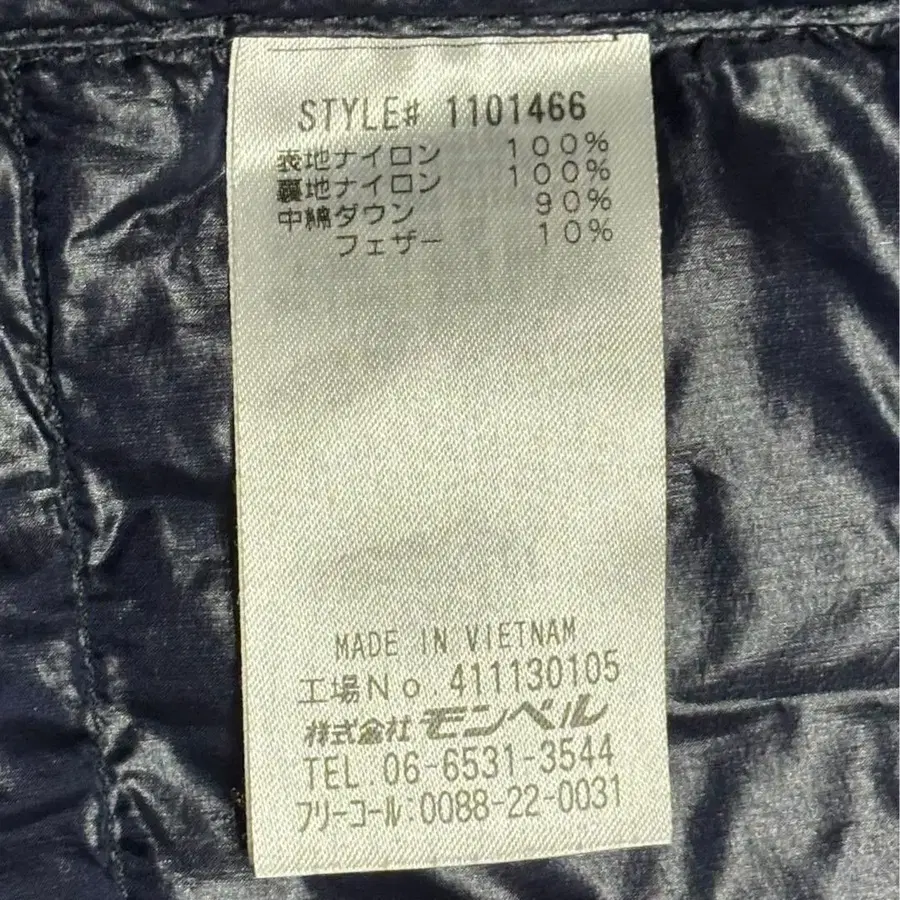 STYLE# 1101466
表地ナイロン 100%
裏地ナイロン 100%
中綿ダウン 90%
フェザー 10%
MADE IN VIETNAM
工場No.411130105
株式会社モンベル
TEL.06-6531-3544
フリーコール:0088-22-0031